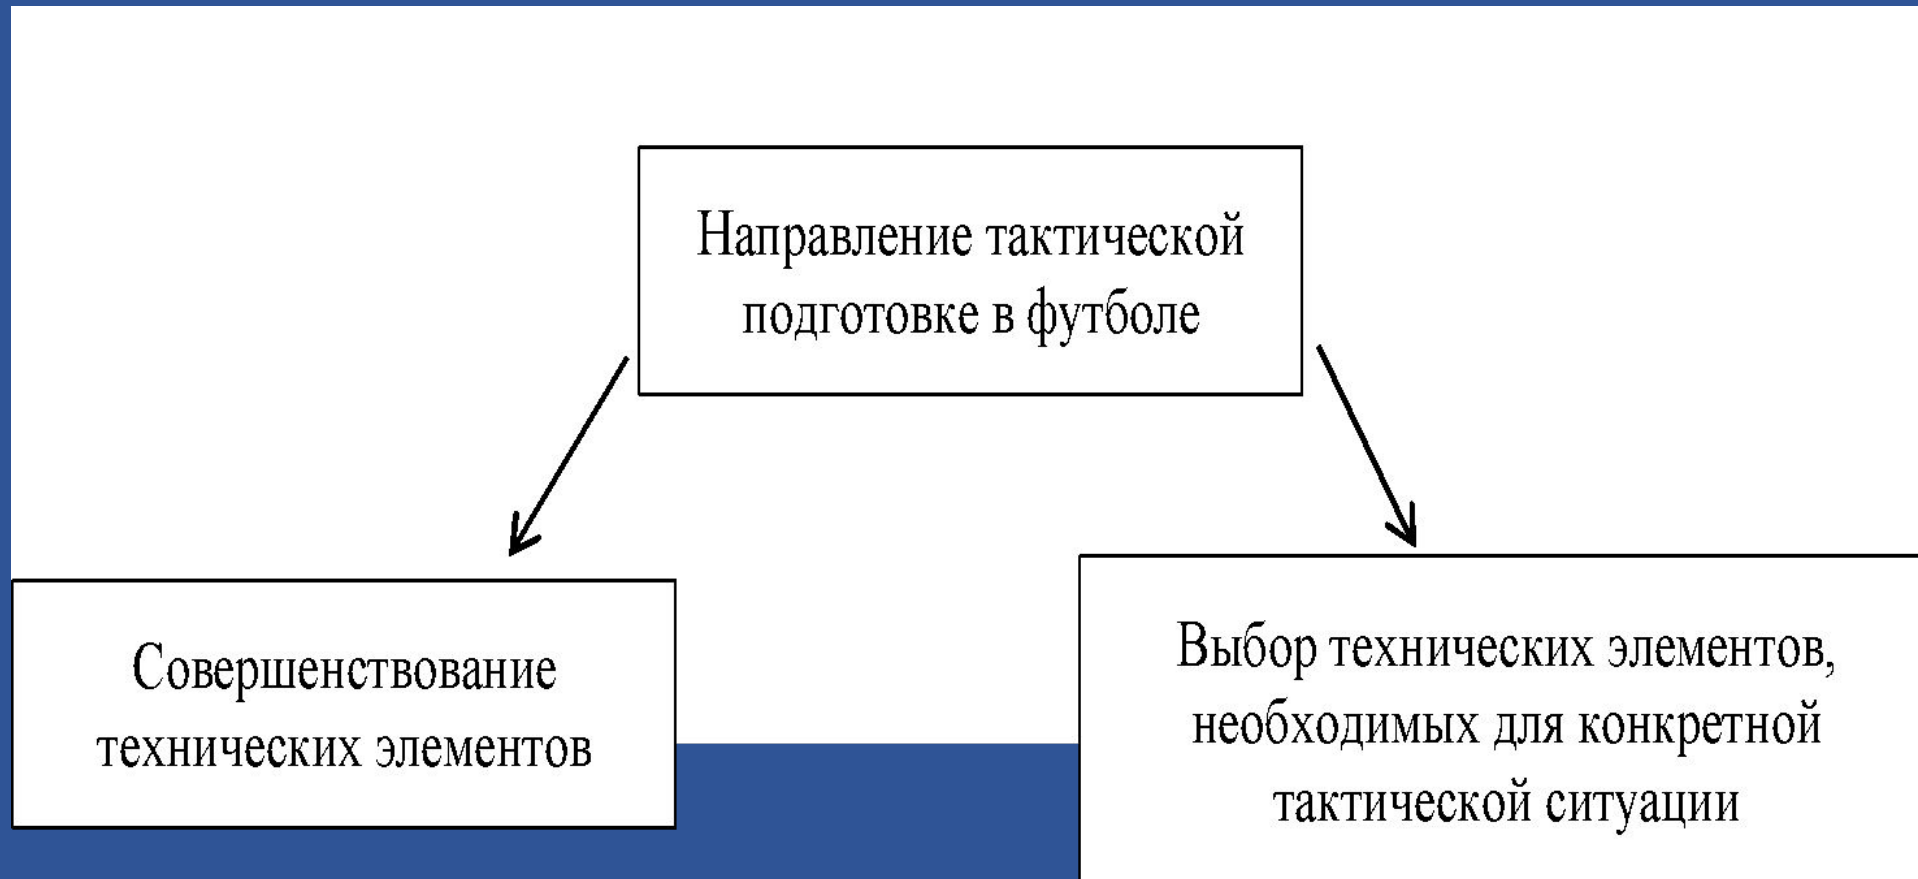 Направление тактической
подготовке в футболе
Совершенствование
технических элементов
Выбор технических элементов,
необходимых для конкретной
тактической ситуации